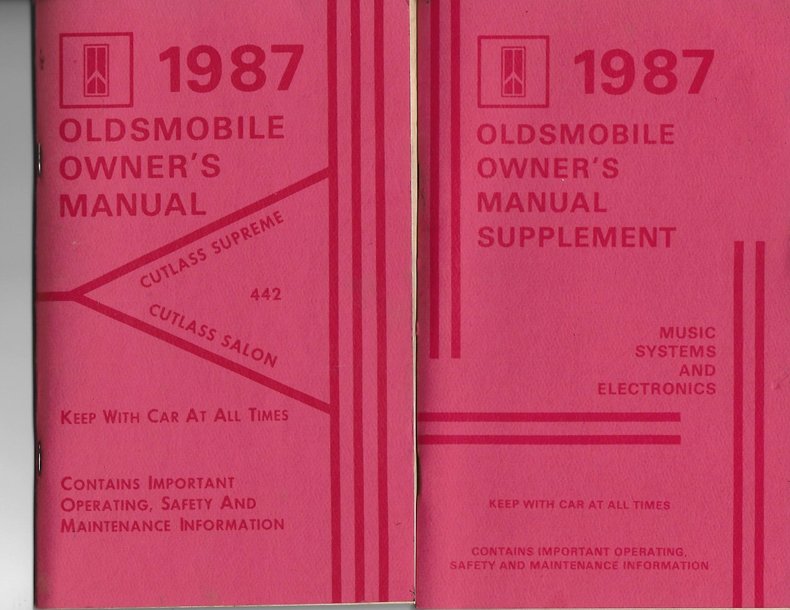 1987
OLDSMOBILE
OWNER'S
MANUAL
CUTLASS SUPREME
442
CUTLASS SALON
KEEP WITH CAR AT ALL TIMES
CONTAINS IMPORTANT
OPERATING, SAFETY AND
MAINTENANCE INFORMATION
1987
OLDSMOBILE
OWNER'S
MANUAL
SUPPLEMENT
MUSIC
SYSTEMS
AND
ELECTRONICS
KEEP WITH CAR AT ALL TIMES
CONTAINS IMPORTANT OPERATING,
SAFETY AND MAINTENANCE INFORMATION